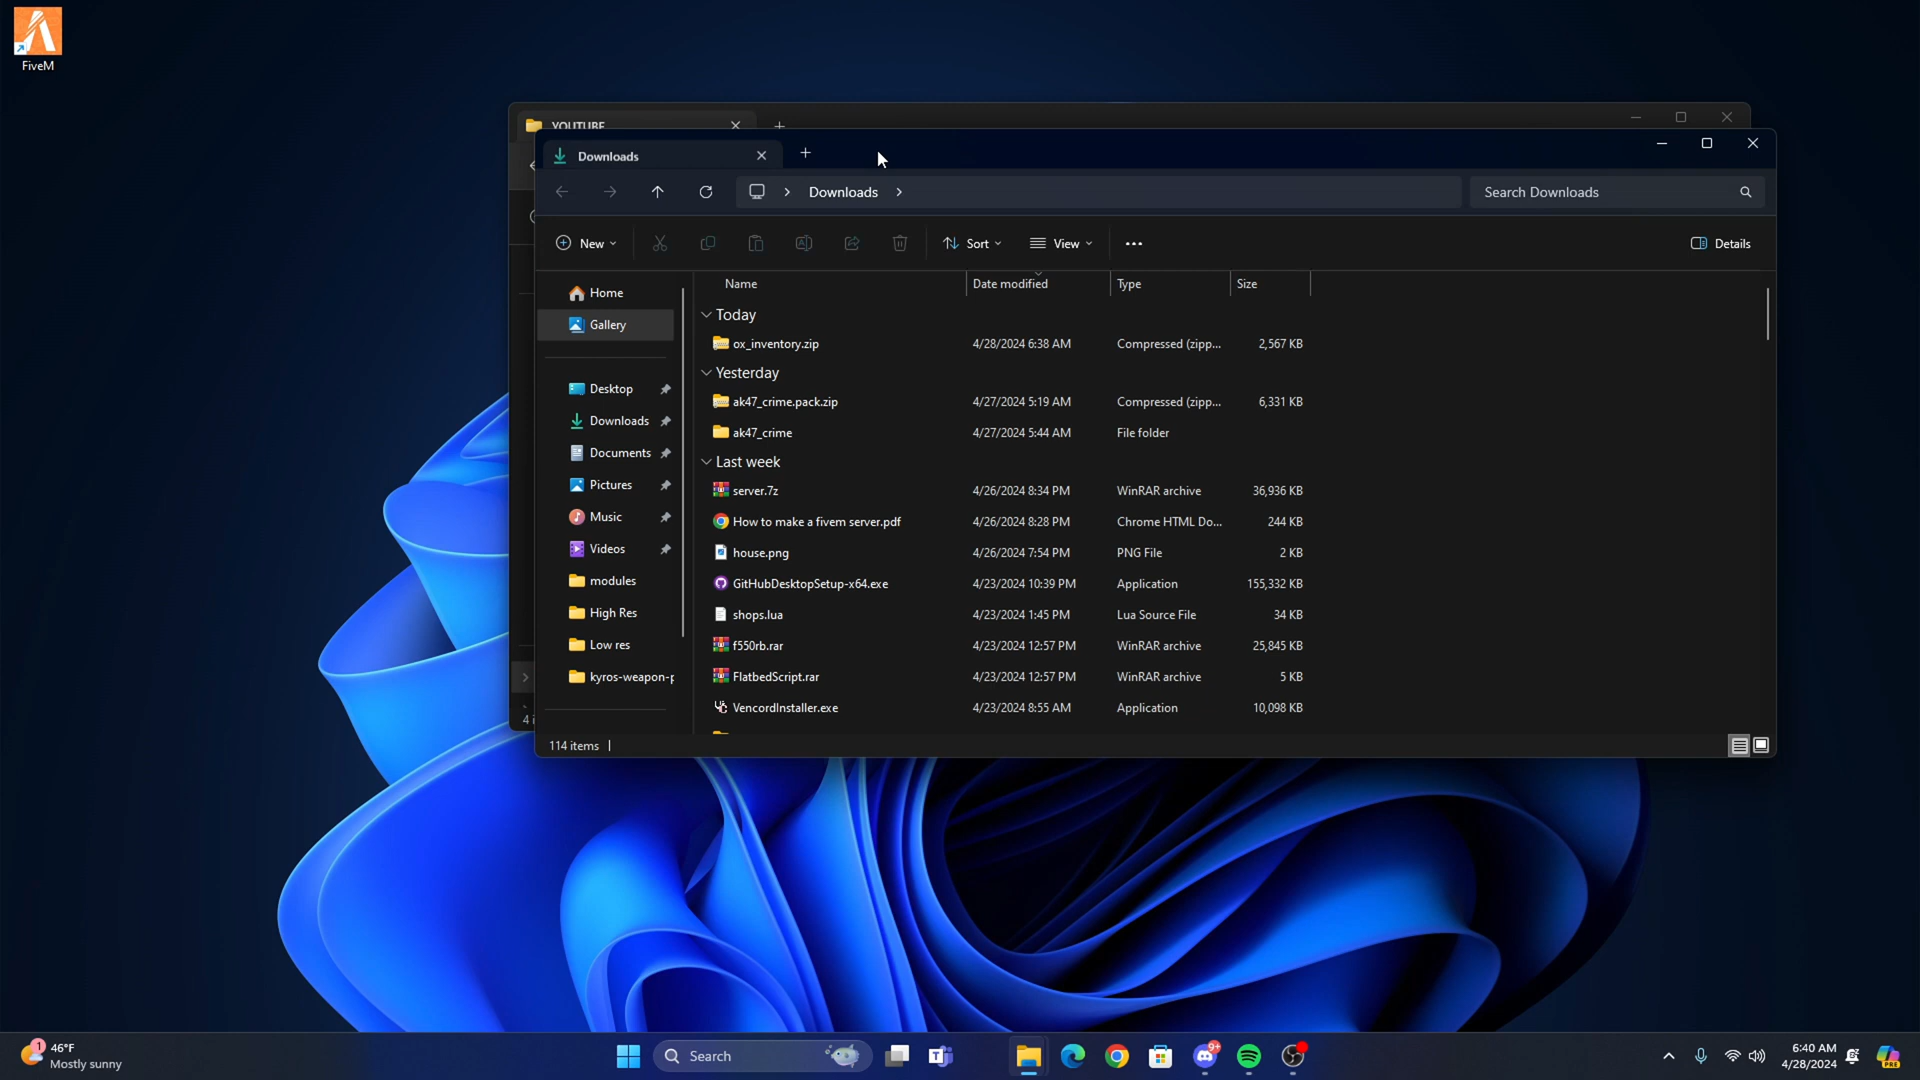 FiveM
YOUTUBE
Downloads
Downloads
Search Downloads
New
Sort
View
Details
Name
Date modified
Type
Size
Home
Gallery
Desktop
Downloads
Documents
Pictures
Music
Videos
modules
High Res
Low res
kyros-weapon-p
Today
ox_inventory.zip 4/28/2024 6:38 AM Compressed (zipp... 2,567 KB
Yesterday
ak47_crime.pack.zip 4/27/2024 5:19 AM Compressed (zipp... 6,331 KB
ak47_crime 4/27/2024 5:44 AM File folder
Last week
server.7z 4/26/2024 8:34 PM WinRAR archive 36,936 KB
How to make a fivem server.pdf 4/26/2024 8:28 PM Chrome HTML Do... 244 KB
house.png 4/26/2024 7:54 PM PNG File 2 KB
GitHubDesktopSetup-x64.exe 4/23/2024 10:39 PM Application 155,332 KB
shops.lua 4/23/2024 1:45 PM Lua Source File 34 KB
f550rb.rar 4/23/2024 12:57 PM WinRAR archive 25,845 KB
FlatbedScript.rar 4/23/2024 12:57 PM WinRAR archive 5 KB
VencordInstaller.exe 4/23/2024 8:55 AM Application 10,098 KB
4 i
114 items
1
46°F
Mostly sunny
Search
9+
6:40 AM
4/28/2024
PRE